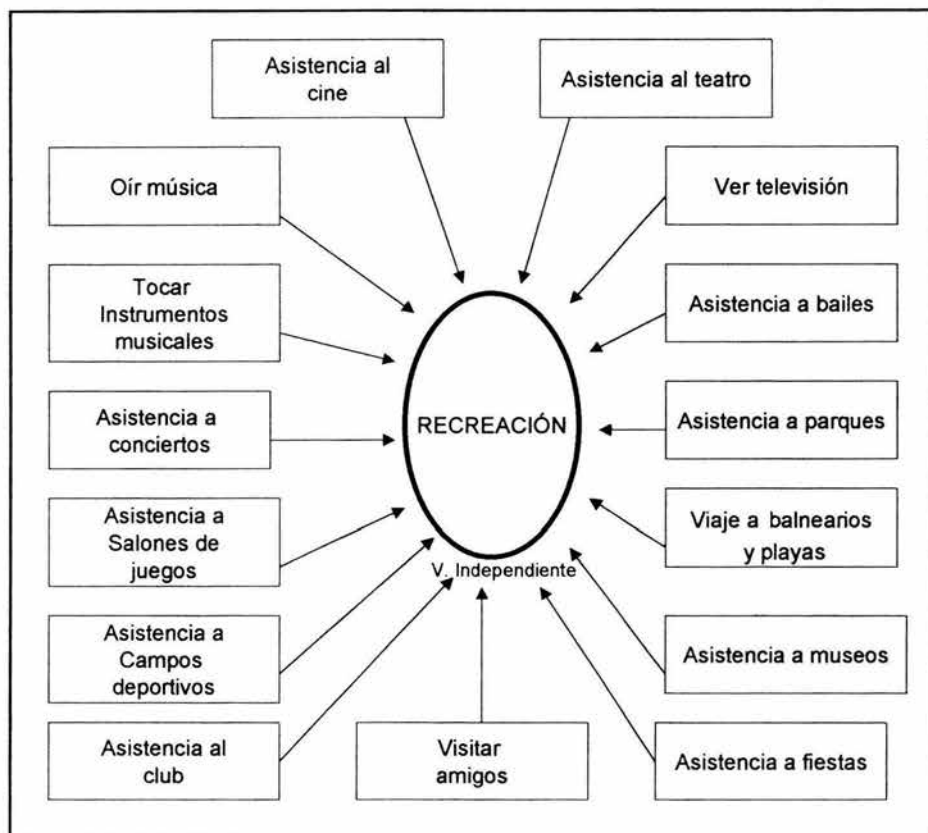 Asistencia al
cine
Asistencia al teatro
Oír música
Ver televisión
Tocar
Instrumentos
musicales
Asistencia a bailes
Asistencia a
conciertos
RECREACIÓN
Asistencia a parques
Asistencia a
Salones de
juegos
Viaje a balnearios
y playas
V. Independiente
Asistencia a
Campos
deportivos
Asistencia a museos
Asistencia al
club
Visitar
amigos
Asistencia a fiestas